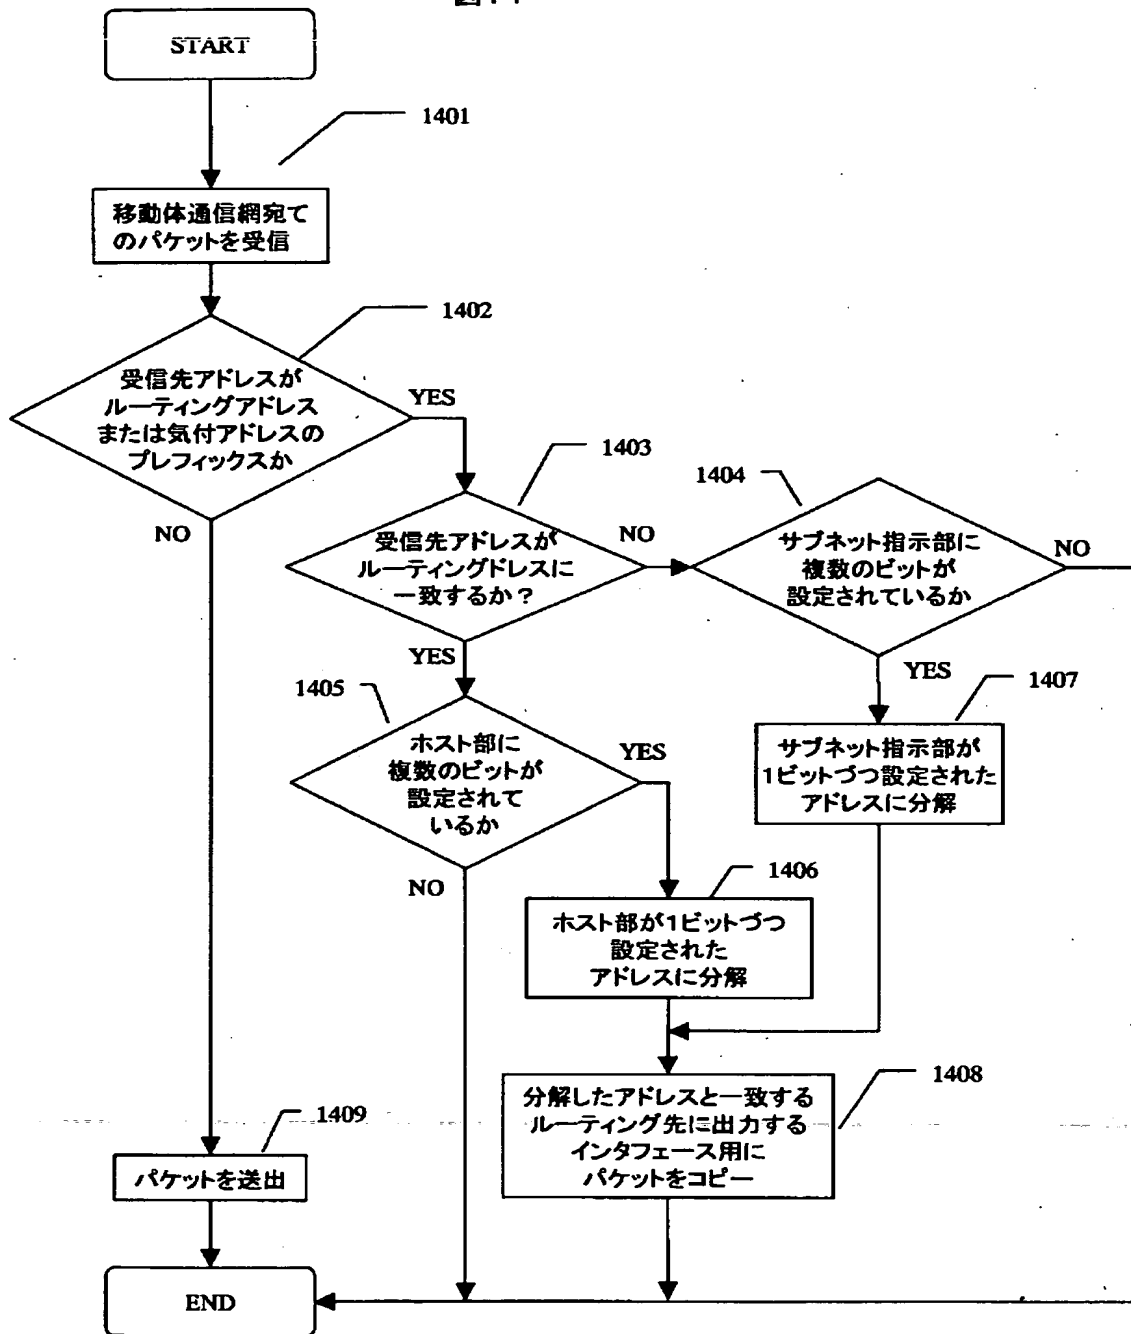 START
1401
移動体通信網宛て
のパケットを受信
1402
受信先アドレスが
ルーティングアドレス
または気付アドレスの
プレフィックスか
YES
NO
1403
受信先アドレスが
ルーティングドレスに
一致するか？
NO
YES
1404
サブネット指示部に
複数のビットが
設定されているか
NO
YES
1405
ホスト部に
複数のビットが
設定されて
いるか
YES
NO
1407
サブネット指示部が
1ビットづつ設定された
アドレスに分解
1406
ホスト部が1ビットづつ
設定された
アドレスに分解
1408
分解したアドレスと一致する
ルーティング先に出力する
インタフェース用に
パケットをコピー
1409
パケットを送出
END